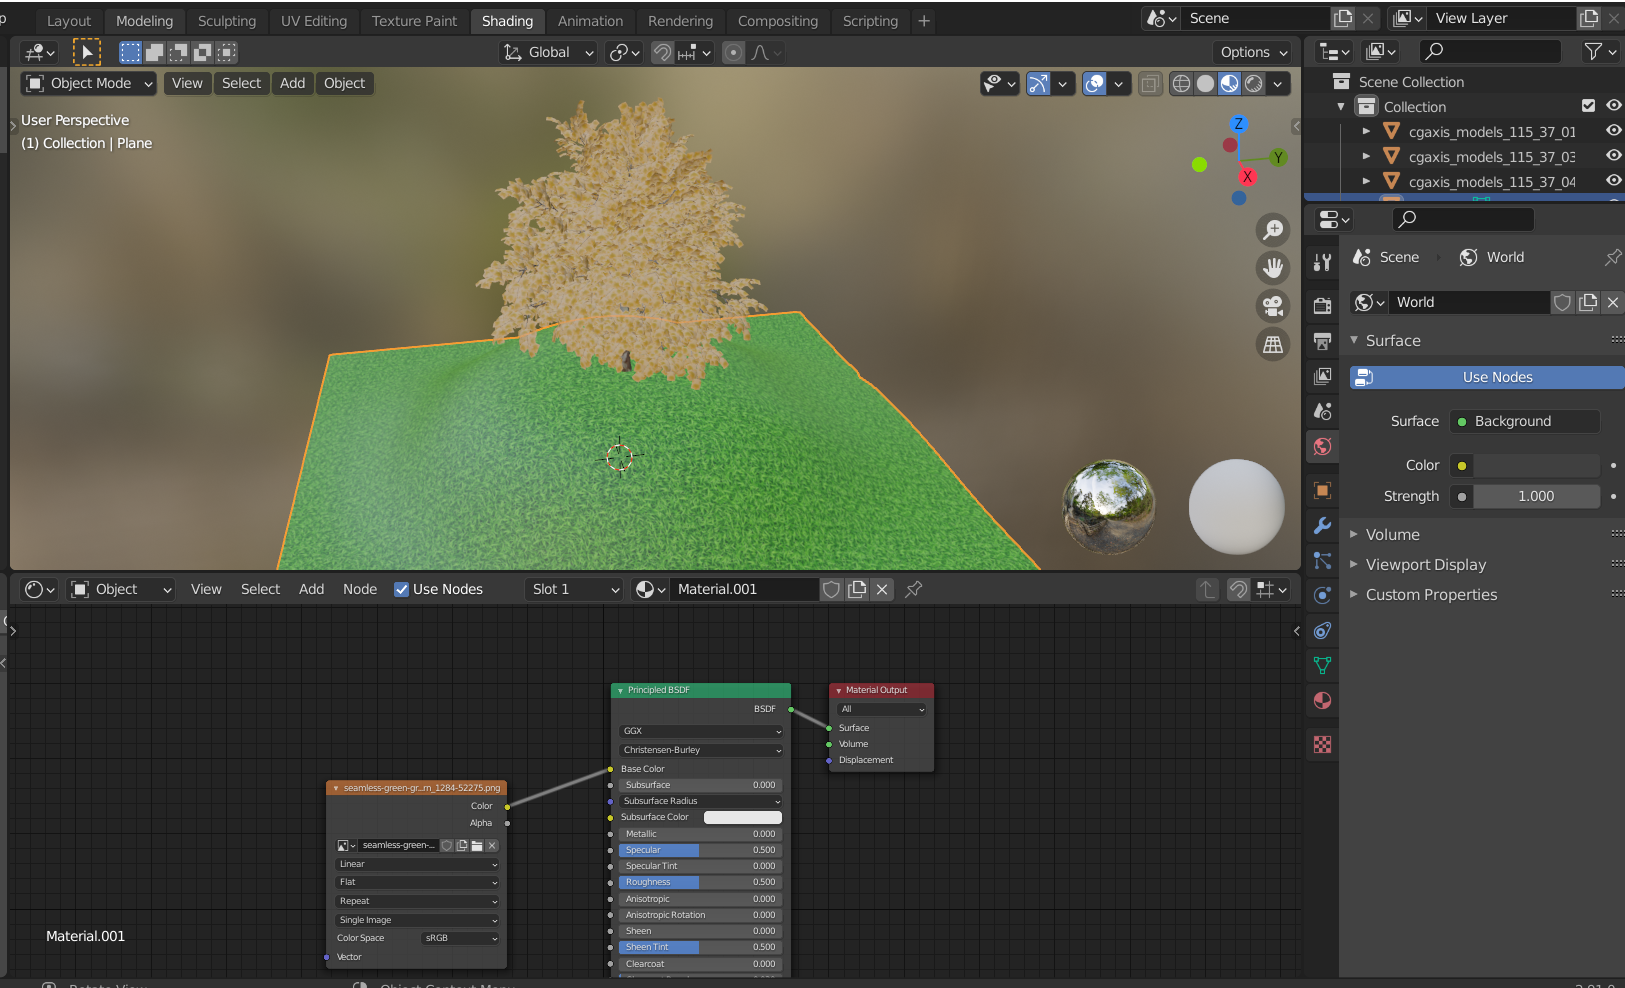 Layout Modeling Sculpting UV Editing Texture Paint Shading Animation Rendering Compositing Scripting + Scene View Layer
Global Options
Object Mode View Select Add Object
User Perspective
(1) Collection | Plane
Z
Y
X
Scene Collection
Collection
cgaxis_models_115_37_01
cgaxis_models_115_37_03
cgaxis_models_115_37_04
Scene World
World
Surface
Use Nodes
Surface Background
Color
Strength 1.000
Volume
Viewport Display
Custom Properties
Object View Select Add Node Use Nodes Slot 1 Material.001
seamless-green-gr...m_1284-52275.png
Color
Alpha
seamless-green-...
Linear
Flat
Repeat
Single Image
Color Space sRGB
Vector
Principled BSDF
BSDF
GGX
Christensen-Burley
Base Color
Subsurface 0.000
Subsurface Radius
Subsurface Color
Metallic 0.000
Specular 0.500
Specular Tint 0.000
Roughness 0.500
Anisotropic 0.000
Anisotropic Rotation 0.000
Sheen 0.000
Sheen Tint 0.500
Clearcoat 0.000
Material Output
All
Surface
Volume
Displacement
Material.001
Rotate View Object Context Menu